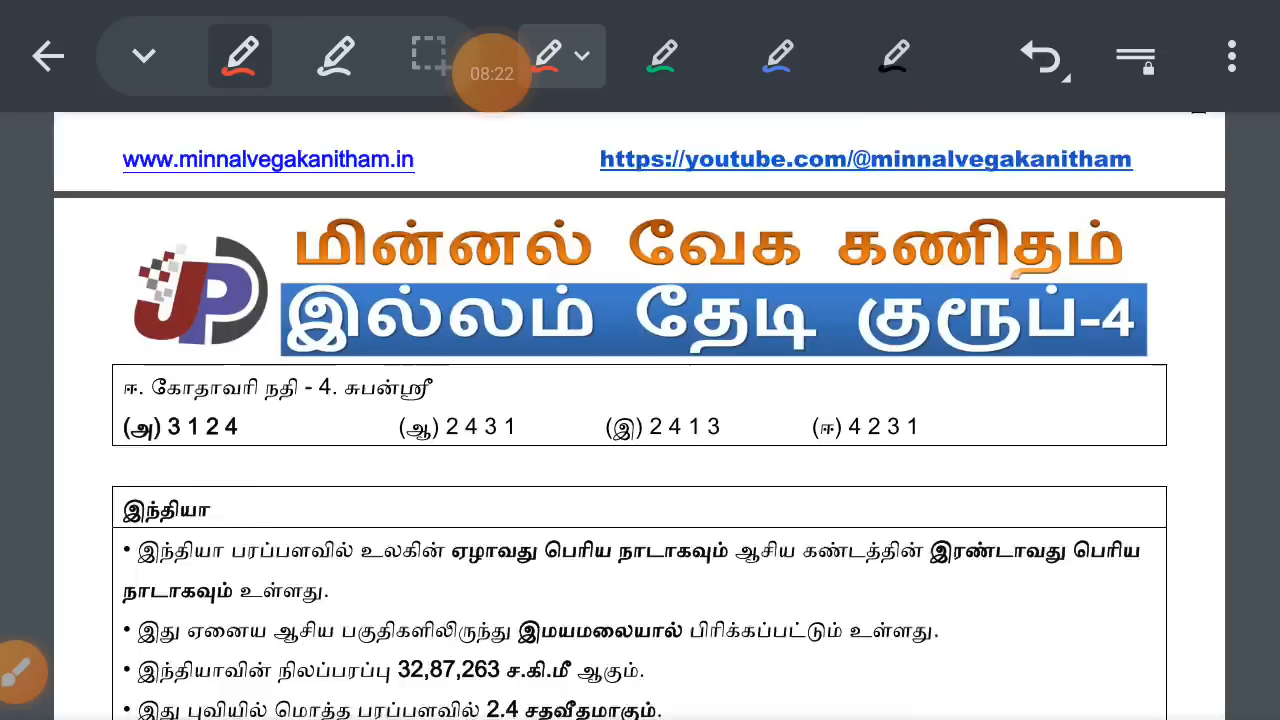 08:22
www.minnalvegakanitham.in https://youtube.com/@minnalvegakanitham
JP மின்னல் வேக கணிதம்
இல்லம் தேடி குரூப்-4
ஈ. கோதாவரி நதி - 4. சுபன்ஸ்ரீ
(அ) 3 1 2 4 (ஆ) 2 4 3 1 (இ) 2 4 1 3 (ஈ) 4 2 3 1
இந்தியா
• இந்தியா பரப்பளவில் உலகின் ஏழாவது பெரிய நாடாகவும் ஆசிய கண்டத்தின் இரண்டாவது பெரிய
நாடாகவும் உள்ளது.
• இது ஏனைய ஆசிய பகுதிகளிலிருந்து இமயமலையால் பிரிக்கப்பட்டும் உள்ளது.
• இந்தியாவின் நிலப்பரப்பு 32,87,263 ச.கி.மீ ஆகும்.
• இது புவியில் மொத்த பரப்பளவில் 2.4 சதவீதமாகும்.